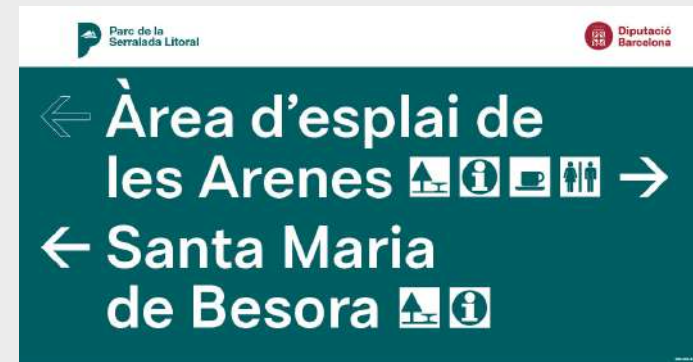 Parc de la
Serralada Litoral
Diputació
Barcelona
Àrea d’esplai de
les Arenes
Santa Maria
de Besora